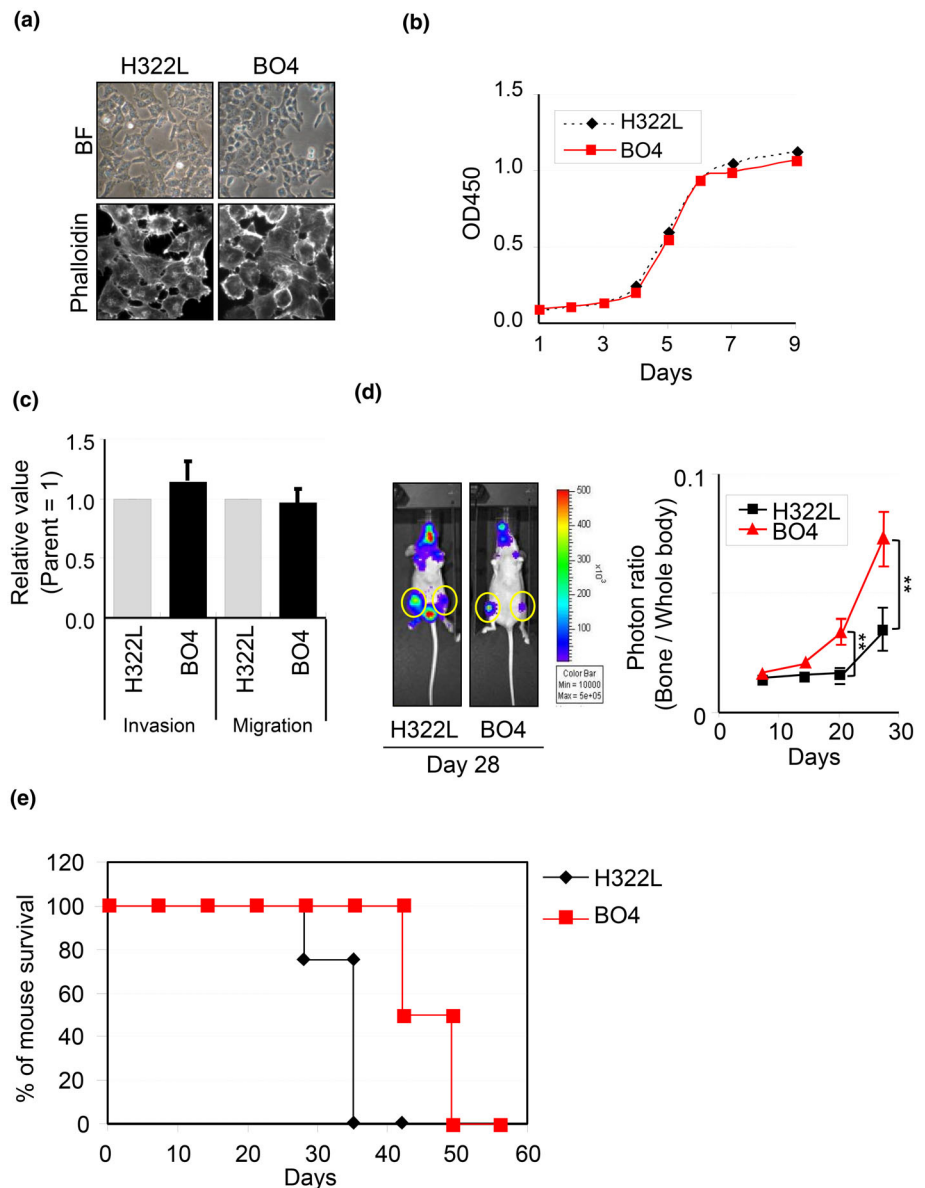 (a)
H322L BO4
BF
Phalloidin
(b)
1.5
1.0
0.5
0.0
OD450
H322L
BO4
1 3 5 7 9
Days
(c)
1.5
1.0
0.5
0.0
Relative value
(Parent = 1)
H322L BO4 H322L BO4
Invasion Migration
(d)
500
400
300
200
100
×10³
Color Bar
Min = 10000
Max = 5e+05
H322L BO4
Day 28
0.1
0
Photon ratio
(Bone / Whole body)
H322L
BO4
**
**
0 10 20 30
Days
(e)
120
100
80
60
40
20
0
% of mouse survival
H322L
BO4
0 10 20 30 40 50 60
Days